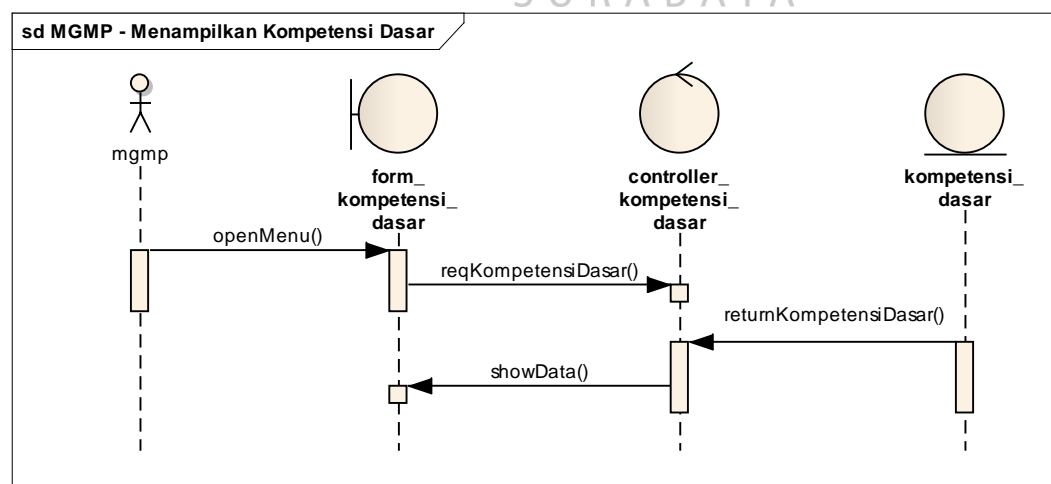 sd MGMP - Menampilkan Kompetensi Dasar
mgmp
form_
kompetensi_
dasar
controller_
kompetensi_
dasar
kompetensi_
dasar
openMenu()
reqKompetensiDasar()
returnKompetensiDasar()
showData()